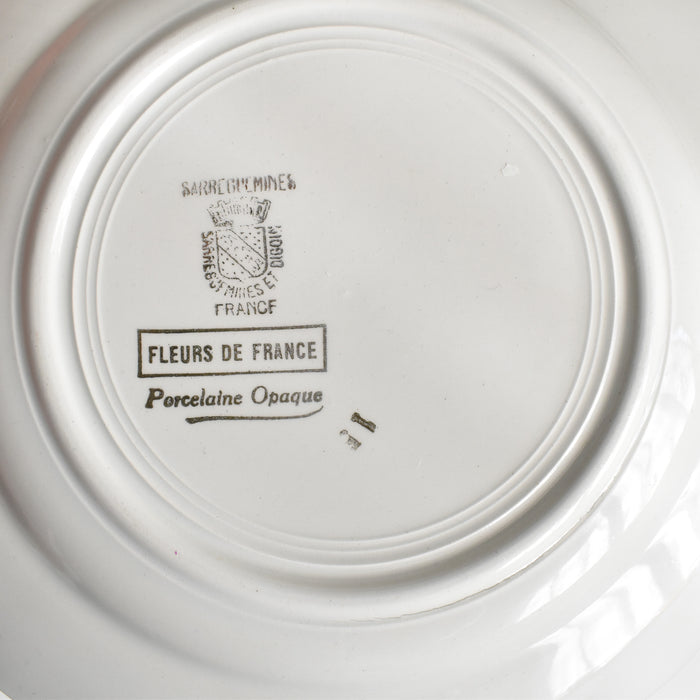 SARREGUEMINES
SARREGUEMINES ET DIGOIN
FRANCE
FLEURS DE FRANCE
Porcelaine Opaque